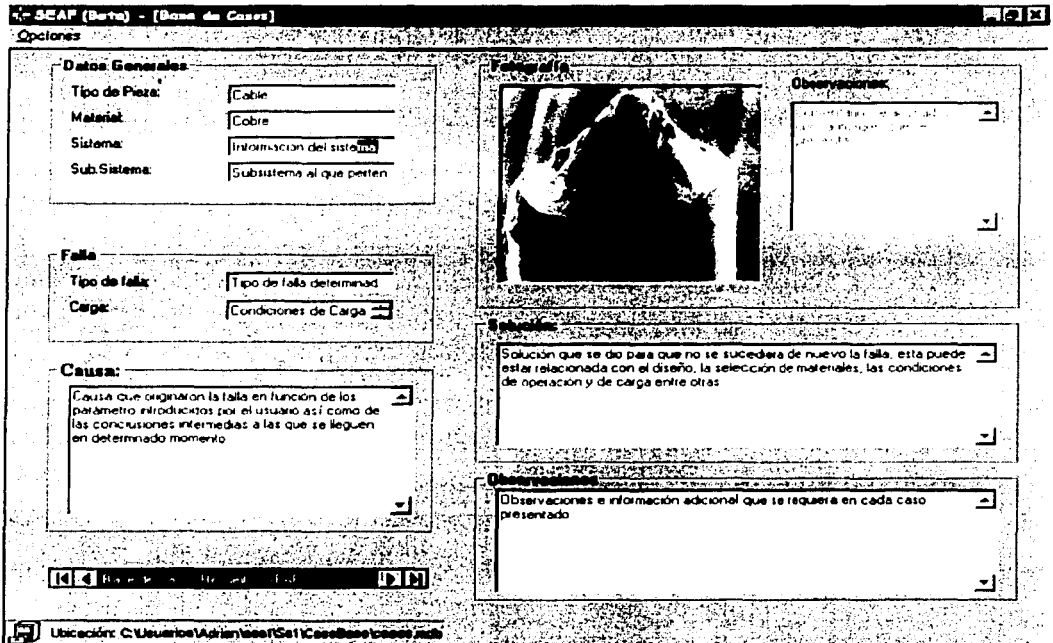 SEAF (Beta) - [Base de Casos]
Opciones
Datos Generales
Tipo de Pieza: Cable
Material: Cobre
Sistema: Información del sistema
Sub.Sistema: Subsistema al que perten
Falla
Tipo de falla: Tipo de falla determinad
Carga: Condiciones de Carga
Causa:
Causa que originaron la falla en función de los
parámetro introducidos por el usuario así como de
las conclusiones intermedias a las que se lleguen
en determinado momento
Fotografía
Observaciones:
Solución:
Solución que se dio para que no se sucediera de nuevo la falla, esta puede
estar relacionada con el diseño, la selección de materiales, las condiciones
de operación y de carga entre otras
Observaciones
Observaciones e información adicional que se requiera en cada caso
presentado
Ubicación: C:\Usuarios\Adrian\seaf\Set1\CaseBase\casos.mdb